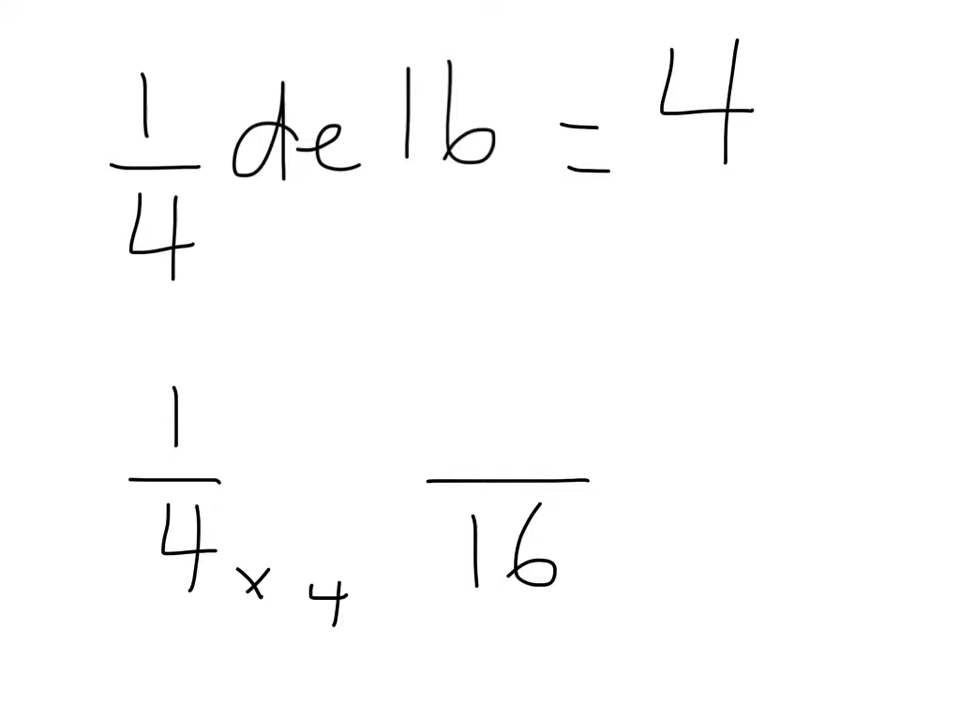 1/4 de 16 = 4
1/4 x 4 /16